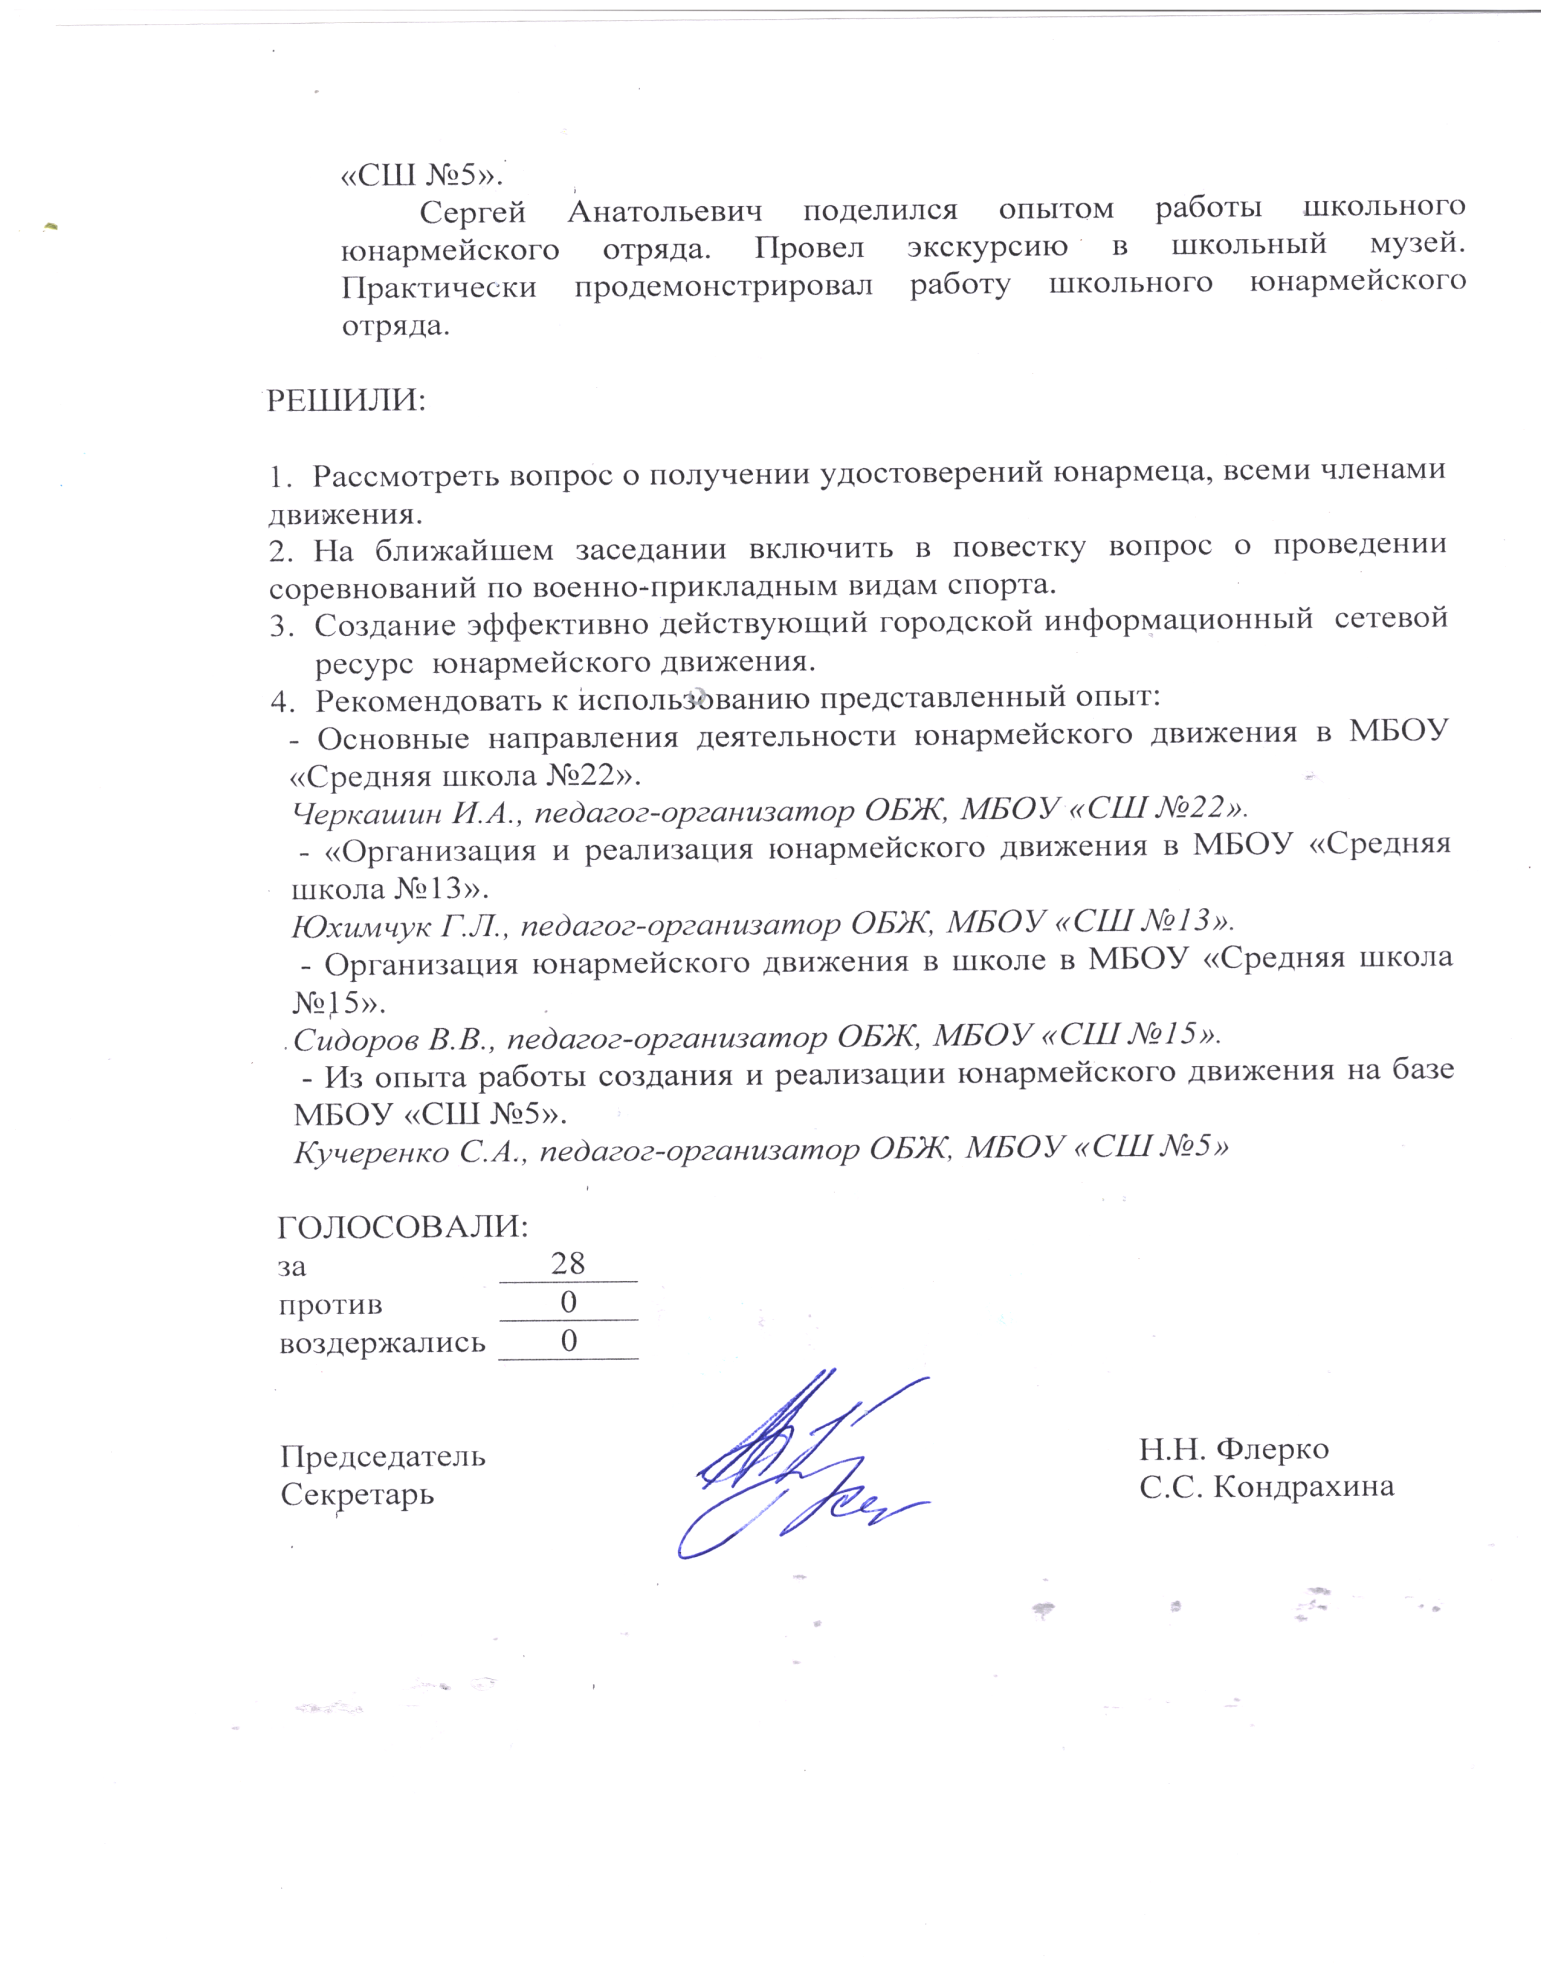 «СШ №5».
Сергей Анатольевич поделился опытом работы школьного
юнармейского отряда. Провел экскурсию в школьный музей.
Практически продемонстрировал работу школьного юнармейского
отряда.
РЕШИЛИ:
1. Рассмотреть вопрос о получении удостоверений юнармеца, всеми членами
движения.
2. На ближайшем заседании включить в повестку вопрос о проведении
соревнований по военно-прикладным видам спорта.
3. Создание эффективно действующий городской информационный сетевой
ресурс юнармейского движения.
4. Рекомендовать к использованию представленный опыт:
- Основные направления деятельности юнармейского движения в МБОУ
«Средняя школа №22».
Черкашин И.А., педагог-организатор ОБЖ, МБОУ «СШ №22».
- «Организация и реализация юнармейского движения в МБОУ «Средняя
школа №13».
Юхимчук Г.Л., педагог-организатор ОБЖ, МБОУ «СШ №13».
- Организация юнармейского движения в школе в МБОУ «Средняя школа
№15».
Сидоров В.В., педагог-организатор ОБЖ, МБОУ «СШ №15».
- Из опыта работы создания и реализации юнармейского движения на базе
МБОУ «СШ №5».
Кучеренко С.А., педагог-организатор ОБЖ, МБОУ «СШ №5»
ГОЛОСОВАЛИ:
за 28
против 0
воздержались 0
Председатель Н.Н. Флерко
Секретарь С.С. Кондрахина